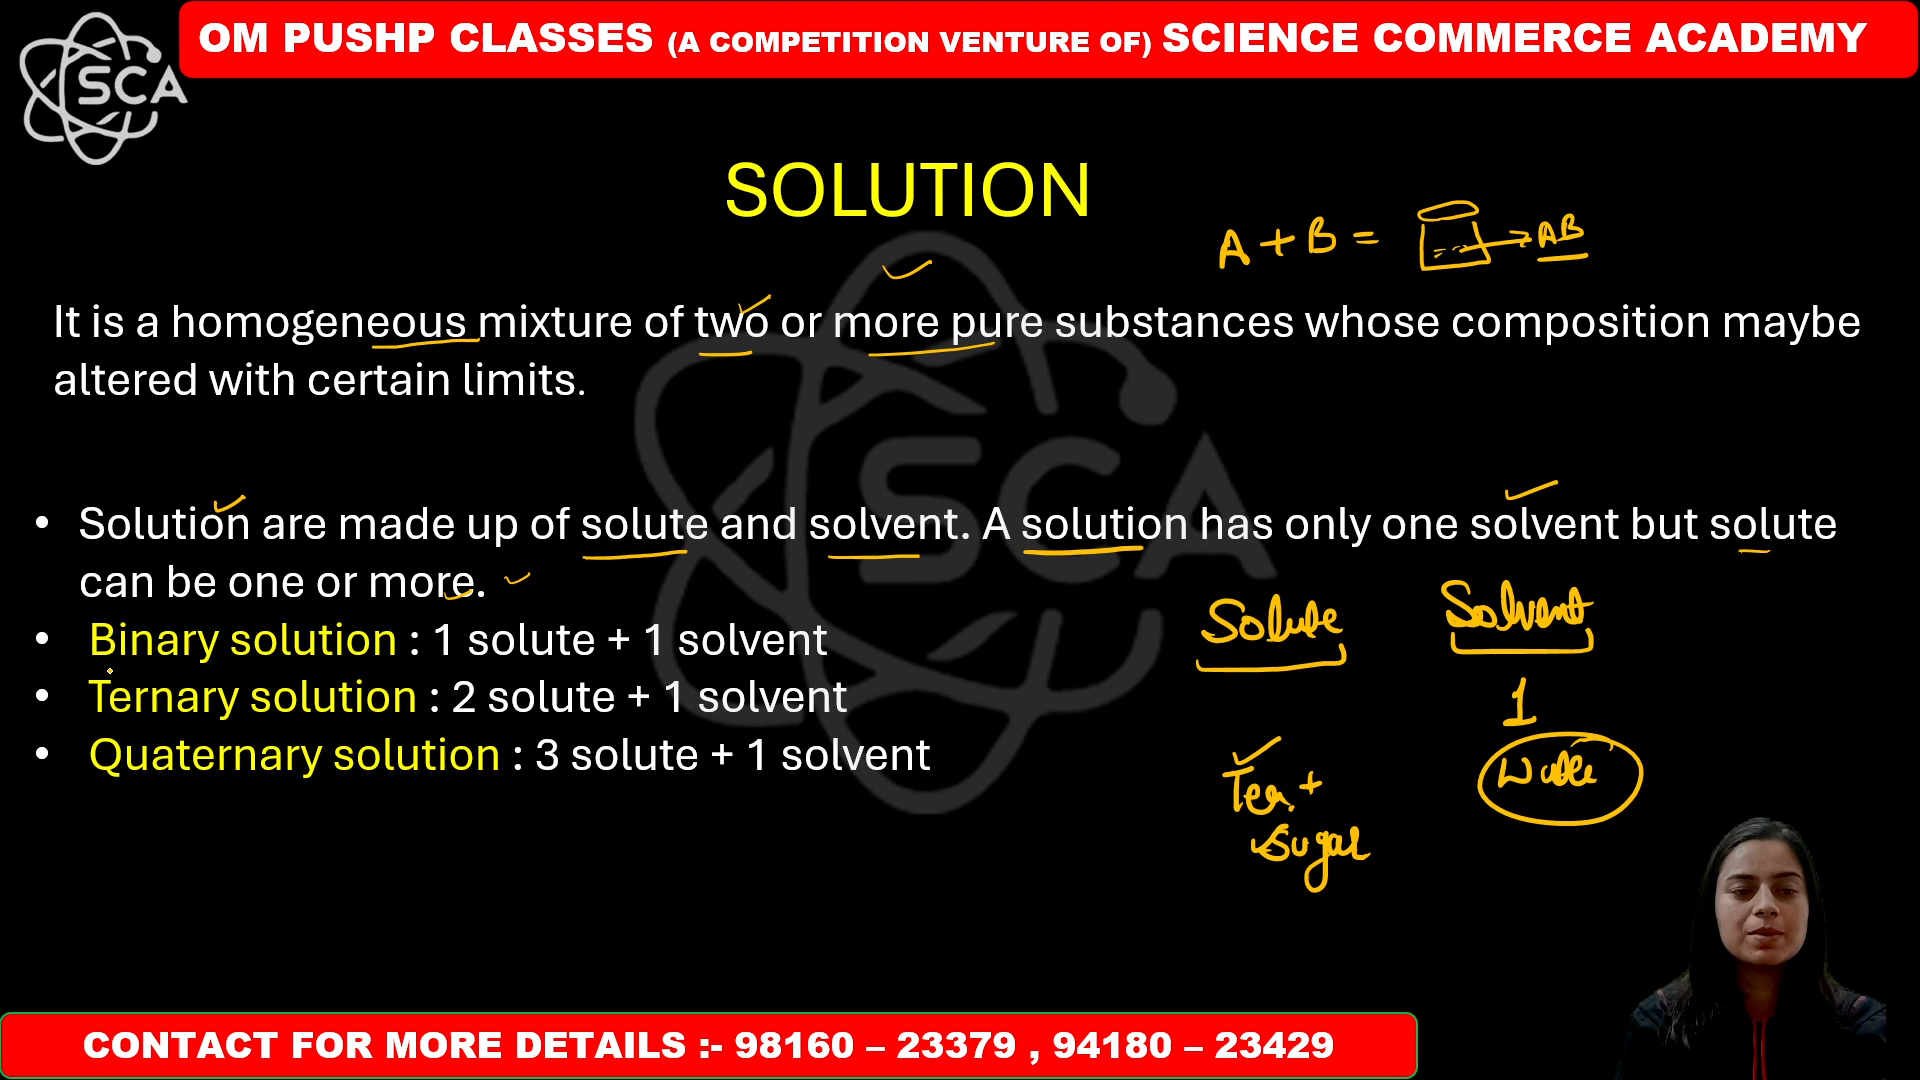 OM PUSHP CLASSES (A COMPETITION VENTURE OF) SCIENCE COMMERCE ACADEMY
SCA
SOLUTION
A + B = → AB
It is a homogeneous mixture of two or more pure substances whose composition maybe
altered with certain limits.
SCA
• Solution are made up of solute and solvent. A solution has only one solvent but solute
can be one or more.
Solute Solvent
• Binary solution : 1 solute + 1 solvent
• Ternary solution : 2 solute + 1 solvent
1
• Quaternary solution : 3 solute + 1 solvent
Water
+
Sugar
CONTACT FOR MORE DETAILS :- 98160 – 23379 , 94180 – 23429